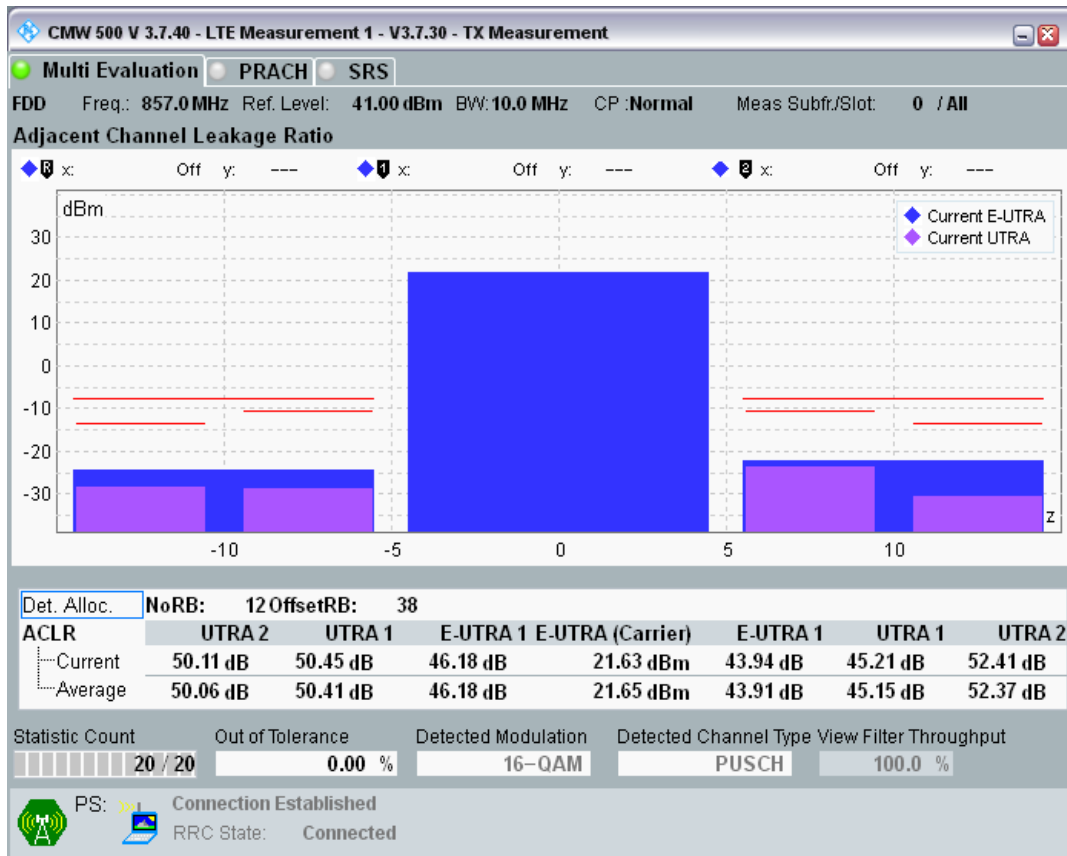 CMW 500 V 3.7.40 - LTE Measurement 1 - V3.7.30 - TX Measurement
Multi Evaluation PRACH SRS
FDD Freq.: 857.0 MHz Ref. Level: 41.00 dBm BW: 10.0 MHz CP :Normal Meas Subfr./Slot: 0 / All
Adjacent Channel Leakage Ratio
R x: Off y: --- 1 x: Off y: --- 2 x: Off y: ---
dBm
Current E-UTRA
Current UTRA
30
20
10
0
-10
-20
-30
z
-10 -5 0 5 10
Det. Alloc. NoRB: 12 OffsetRB: 38
ACLR UTRA 2 UTRA 1 E-UTRA 1 E-UTRA (Carrier) E-UTRA 1 UTRA 1 UTRA 2
Current 50.11 dB 50.45 dB 46.18 dB 21.63 dBm 43.94 dB 45.21 dB 52.41 dB
Average 50.06 dB 50.41 dB 46.18 dB 21.65 dBm 43.91 dB 45.15 dB 52.37 dB
Statistic Count Out of Tolerance Detected Modulation Detected Channel Type View Filter Throughput
20 / 20 0.00 % 16-QAM PUSCH 100.0 %
PS: Connection Established
RRC State: Connected